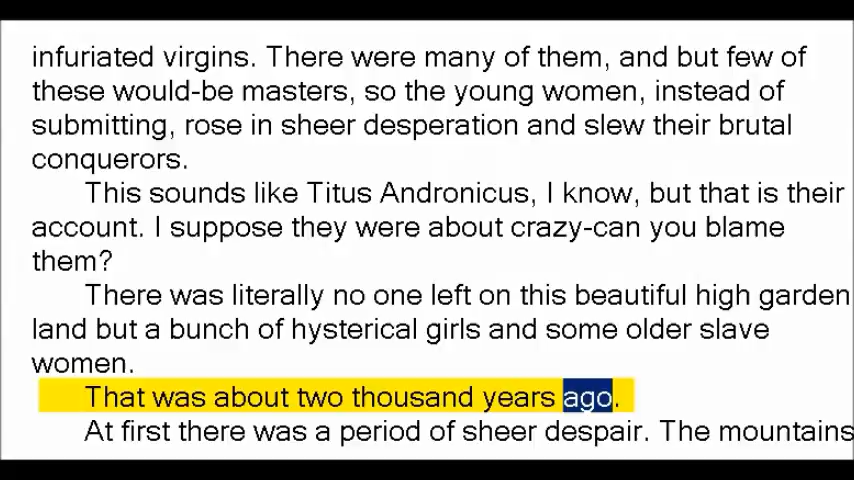 infuriated virgins. There were many of them, and but few of
these would-be masters, so the young women, instead of
submitting, rose in sheer desperation and slew their brutal
conquerors.
This sounds like Titus Andronicus, I know, but that is their
account. I suppose they were about crazy-can you blame
them?
There was literally no one left on this beautiful high garden
land but a bunch of hysterical girls and some older slave
women.
That was about two thousand years ago.
At first there was a period of sheer despair. The mountains